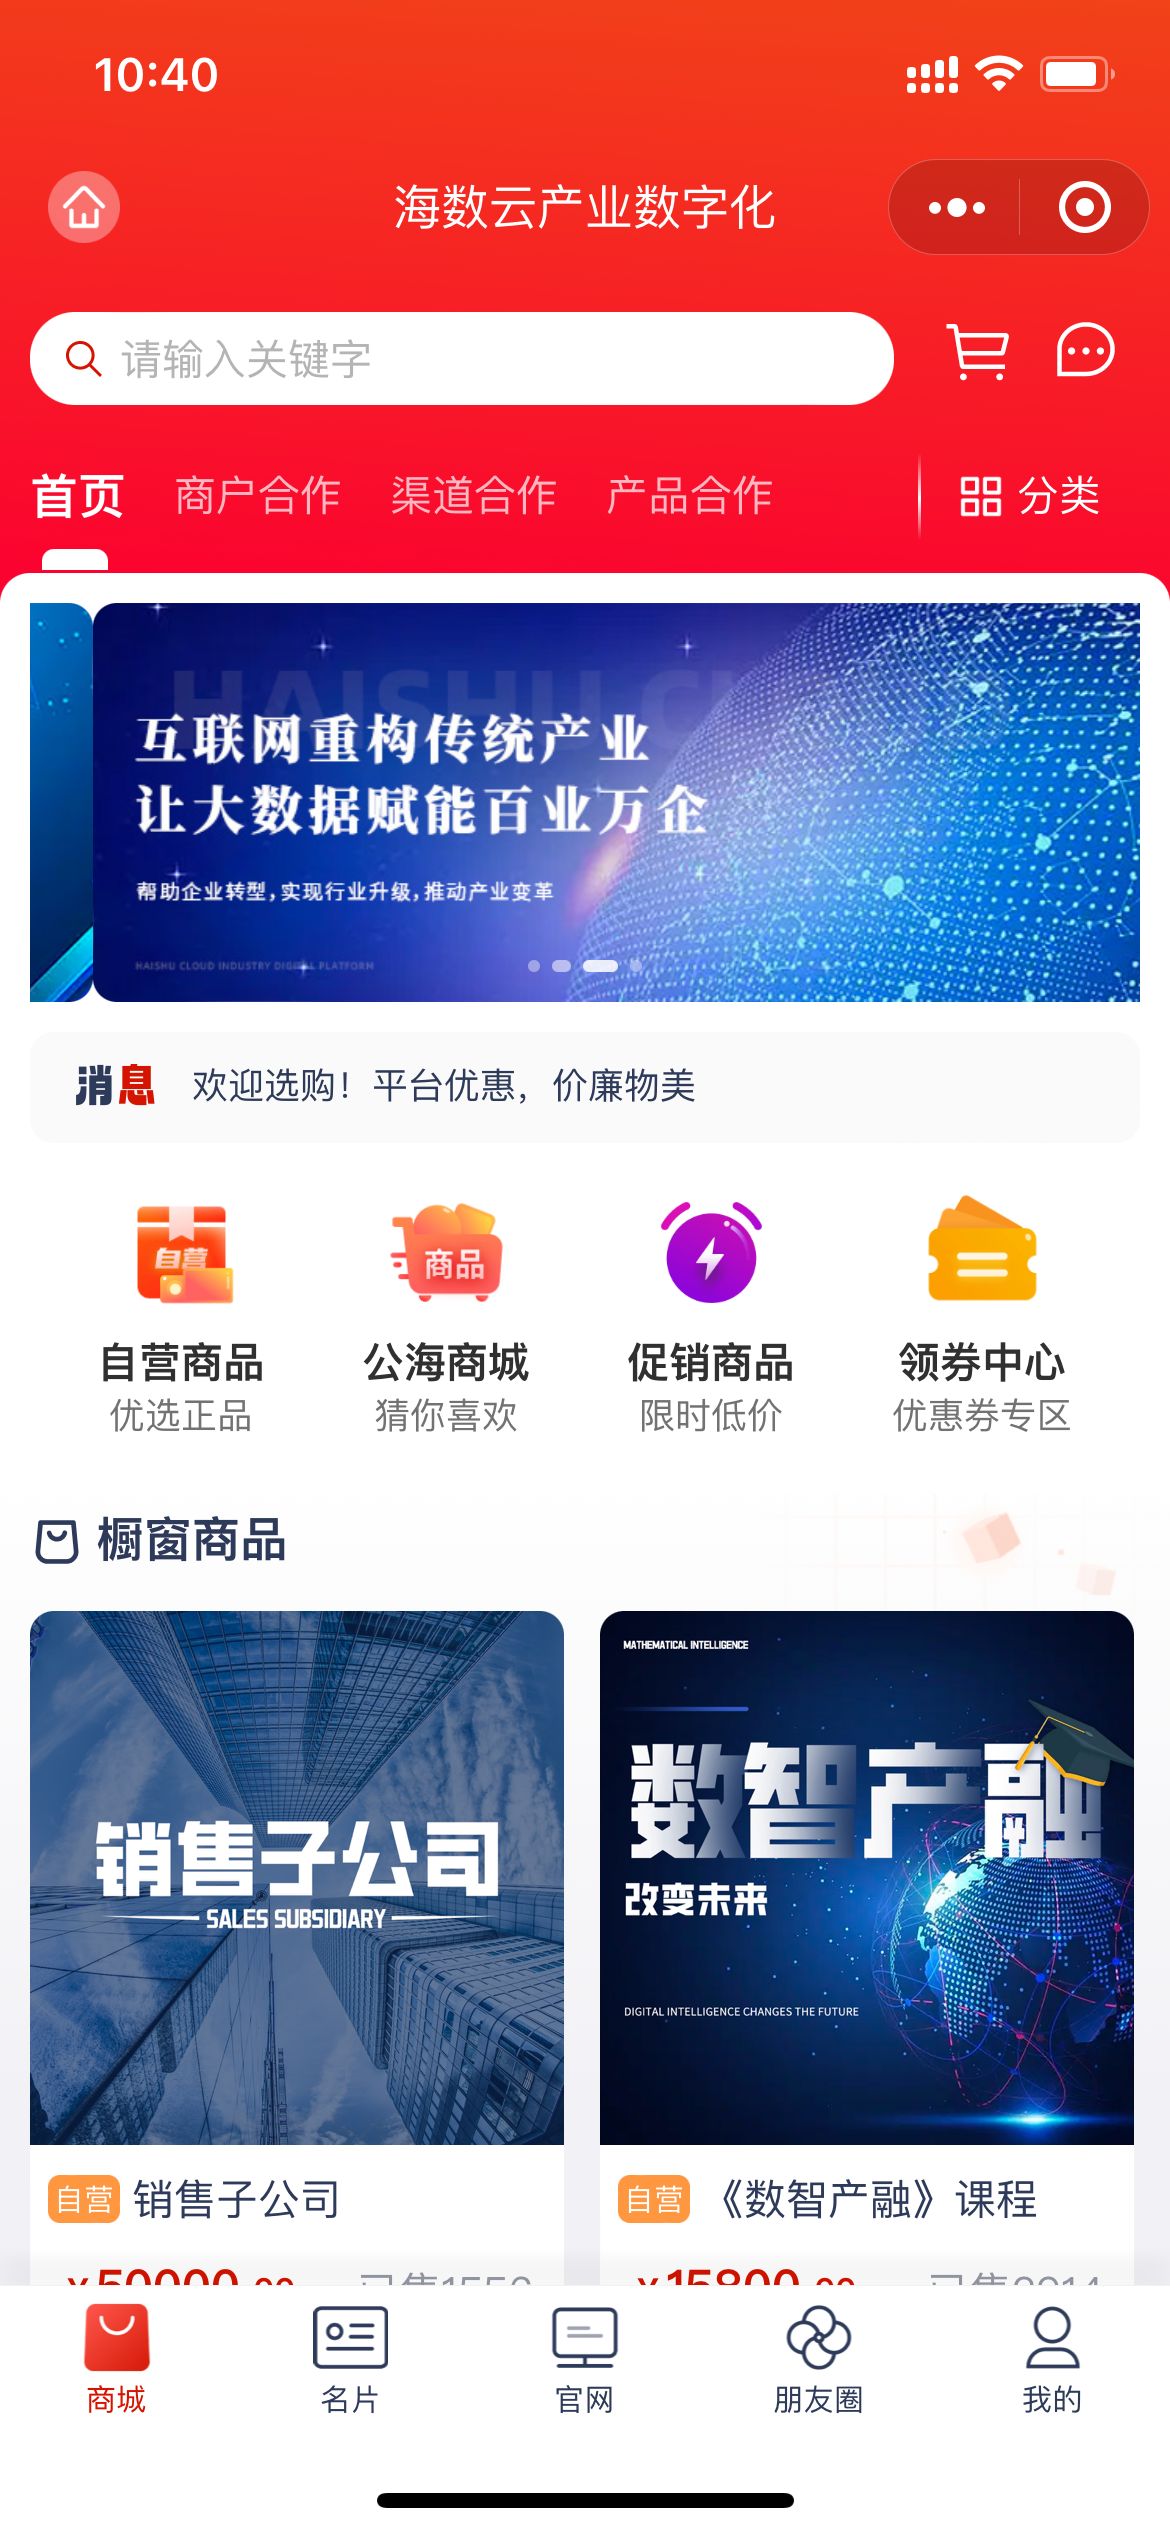 10:40
海数云产业数字化
请输入关键字
首页 商户合作 渠道合作 产品合作 分类
互联网重构传统产业
让大数据赋能百业万企
帮助企业转型,实现行业升级,推动产业变革
HAISHU CLOUD INDUSTRY DIGITAL PLATFORM
消息 欢迎选购！平台优惠，价廉物美
自营
商品
自营商品 公海商城 促销商品 领券中心
优选正品 猜你喜欢 限时低价 优惠券专区
橱窗商品
销售子公司
SALES SUBSIDIARY
MATHEMATICAL INTELLIGENCE
数智产融
改变未来
DIGITAL INTELLIGENCE CHANGES THE FUTURE
自营 销售子公司
自营 《数智产融》课程
¥50000.00
¥15800.00
商城 名片 官网 朋友圈 我的